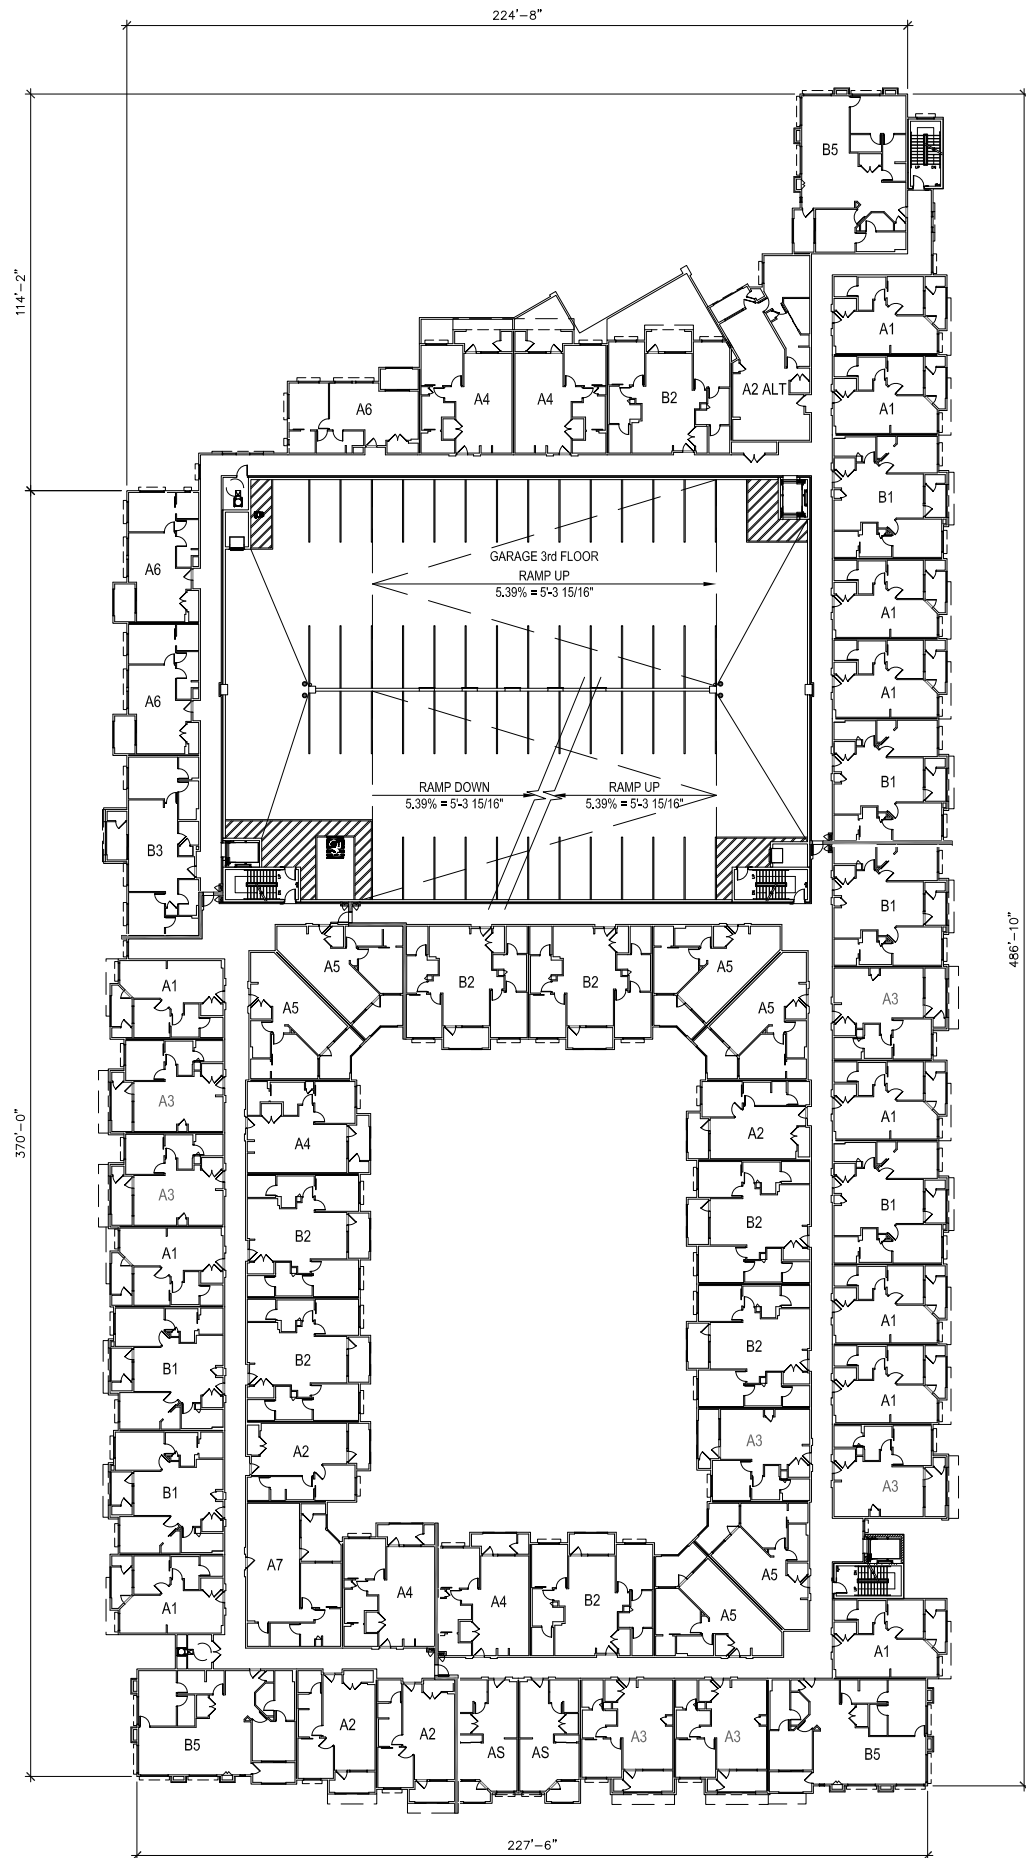 224'-8"
B5
114'-2"
A1
A2 ALT
A4
A4
B2
A6
A1
B1
GARAGE 3rd FLOOR
RAMP UP
5.39% = 5'-3 15/16"
A6
A1
A6
A1
B1
RAMP DOWN
RAMP UP
5.39% = 5'-3 15/16"
5.39% = 5'-3 15/16"
B3
B1
486'-10"
A5
A5
B2
B2
A1
A5
A5
A3
A3
A1
370'-0"
A4
A2
A3
B2
B2
B1
A1
A1
B1
B2
B2
A1
A2
A3
B1
A3
A7
A4
A4
B2
A5
A5
A1
A1
B5
A2
A2
AS
AS
A3
A3
B5
227'-6"